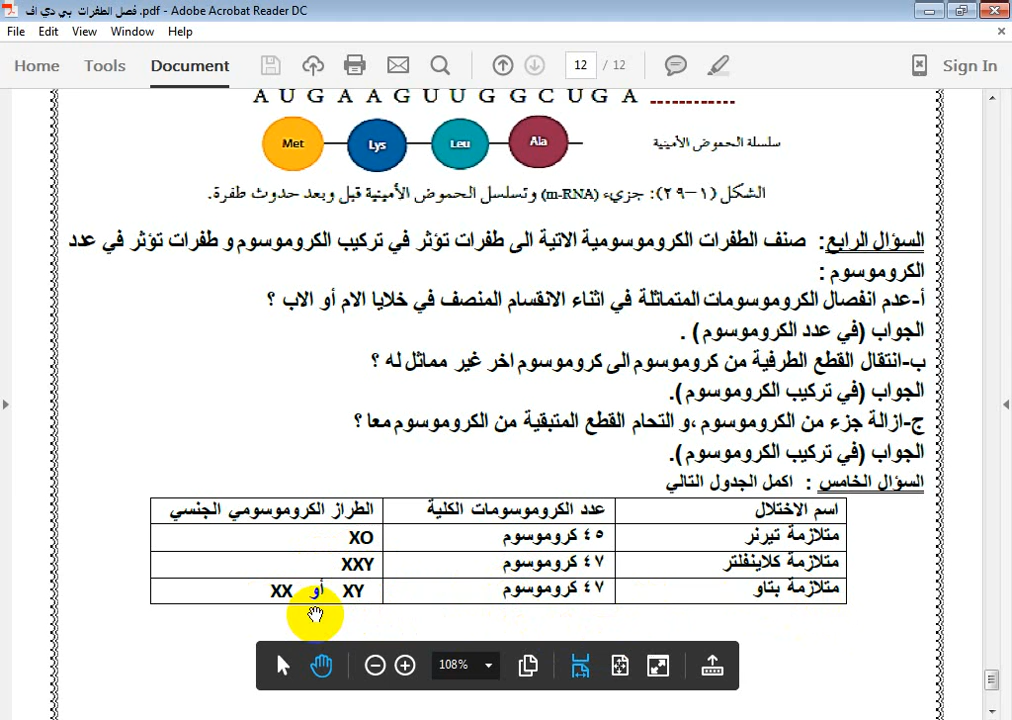 فصل الطفرات بي دي اف .pdf - Adobe Acrobat Reader DC
File Edit View Window Help
Home Tools Document 12 / 12 Sign In
A U G A A G U U G G C U G A
Met Lys Leu Ala
سلسلة الحموض الأمينية
الشكل (١-٢٩): جزيء (m-RNA) وتسلسل الحموض الأمينية قبل وبعد حدوث طفرة.
السؤال الرابع: صنف الطفرات الكروموسومية الاتية الى طفرات تؤثر في تركيب الكروموسوم و طفرات تؤثر في عدد
الكروموسوم :
أ-عدم انفصال الكروموسومات المتماثلة في اثناء الانقسام المنصف في خلايا الام أو الاب ؟
الجواب (في عدد الكروموسوم) .
ب-انتقال القطع الطرفية من كروموسوم الى كروموسوم اخر غير مماثل له ؟
الجواب (في تركيب الكروموسوم).
ج-ازالة جزء من الكروموسوم ،و التحام القطع المتبقية من الكروموسوم معا ؟
الجواب (في تركيب الكروموسوم).
السؤال الخامس : اكمل الجدول التالي
اسم الاختلال عدد الكروموسومات الكلية الطراز الكروموسومي الجنسي
متلازمة تيرنر ٤٥ كروموسوم XO
متلازمة كلاينفلتر ٤٧ كروموسوم XXY
متلازمة بتاو ٤٧ كروموسوم XY أو XX
108%